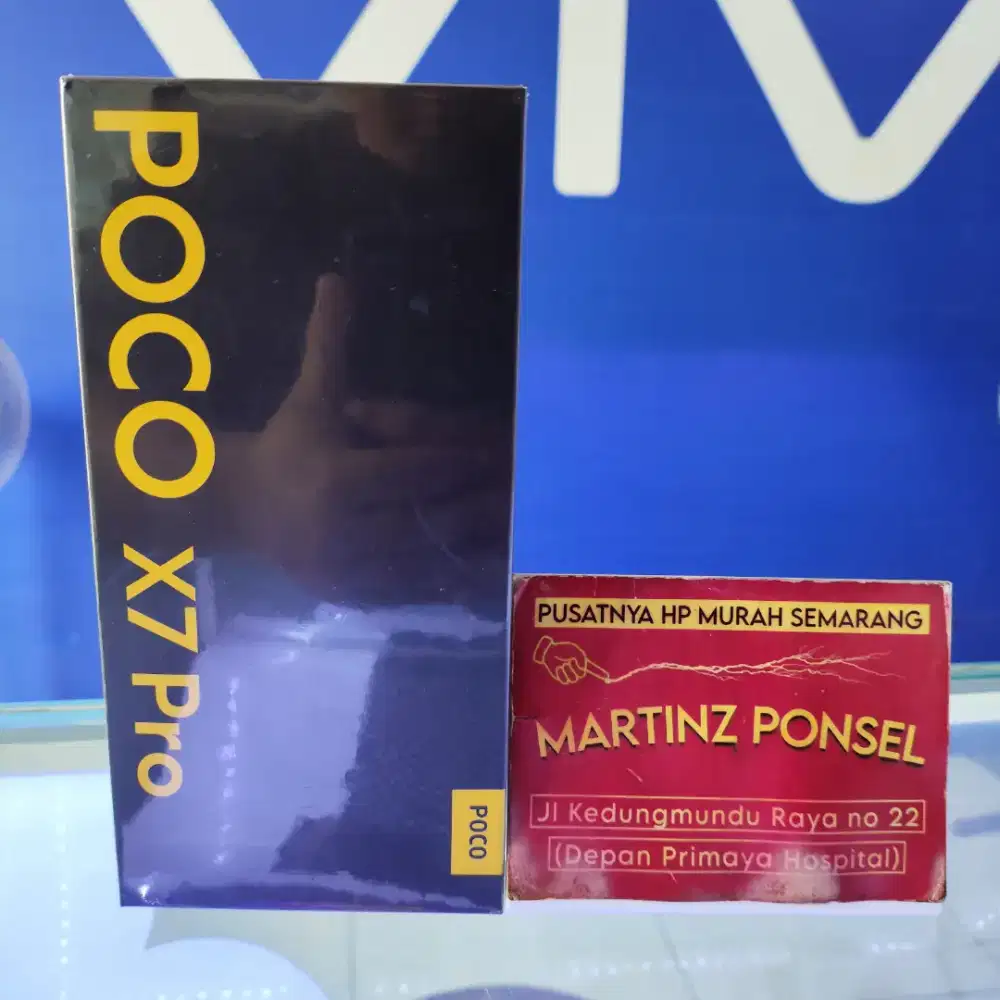 POCO X7 Pro
POCO
PUSATNYA HP MURAH SEMARANG
MARTINZ PONSEL
Jl Kedungmundu Raya no 22
(Depan Primaya Hospital)